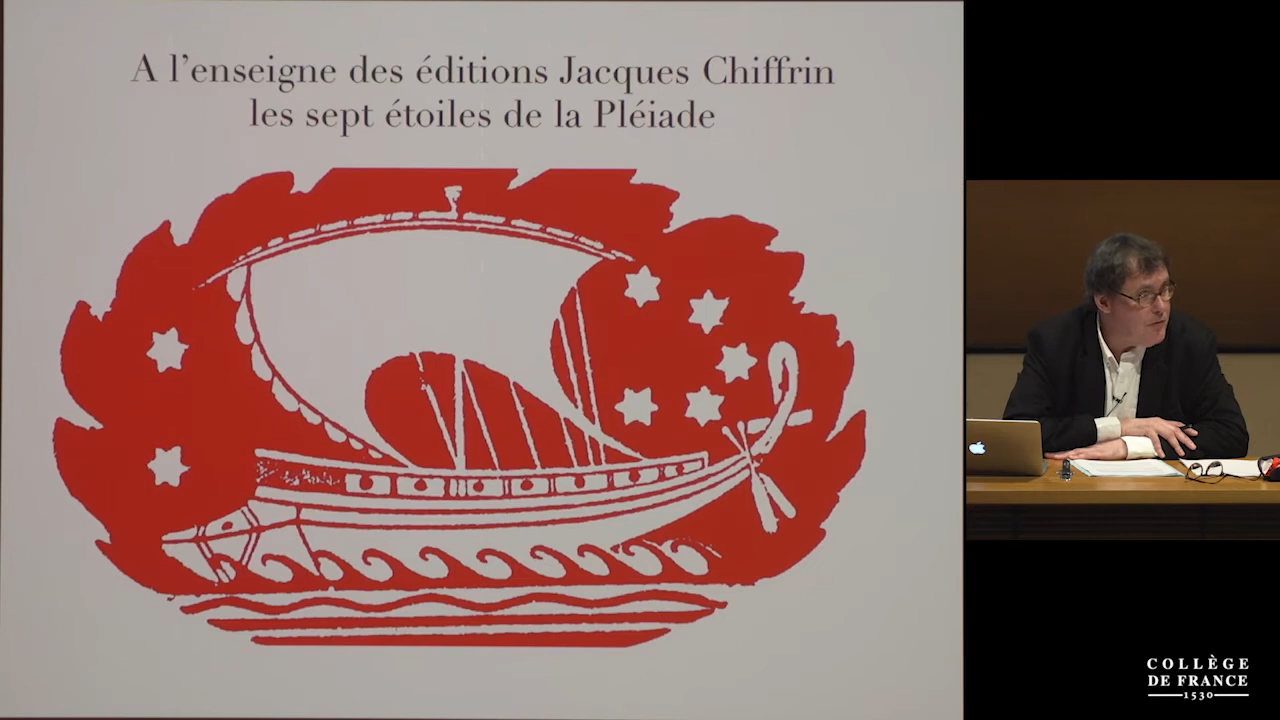 A l'enseigne des éditions Jacques Chiffrin
les sept étoiles de la Pléiade
COLLÈGE
DE FRANCE
1530